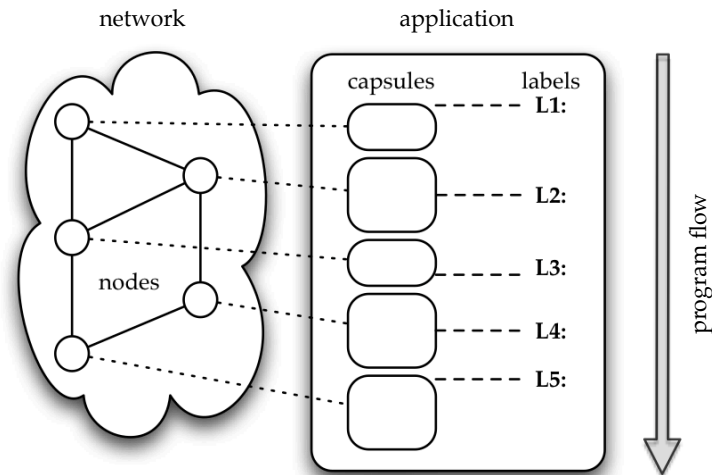 network
application
capsules
labels
L1:
L2:
L3:
nodes
L4:
L5:
program flow